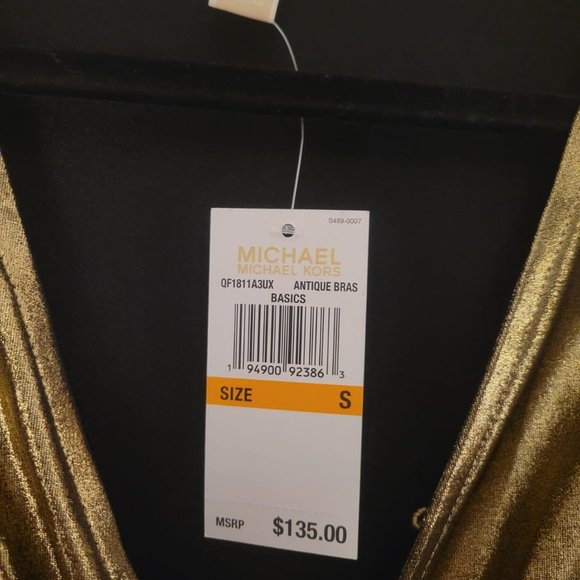 S489-0007
MICHAEL
MICHAEL KORS
QF1811A3UX ANTIQUE BRAS
BASICS
1 94900 92386 3
SIZE S
MSRP $135.00